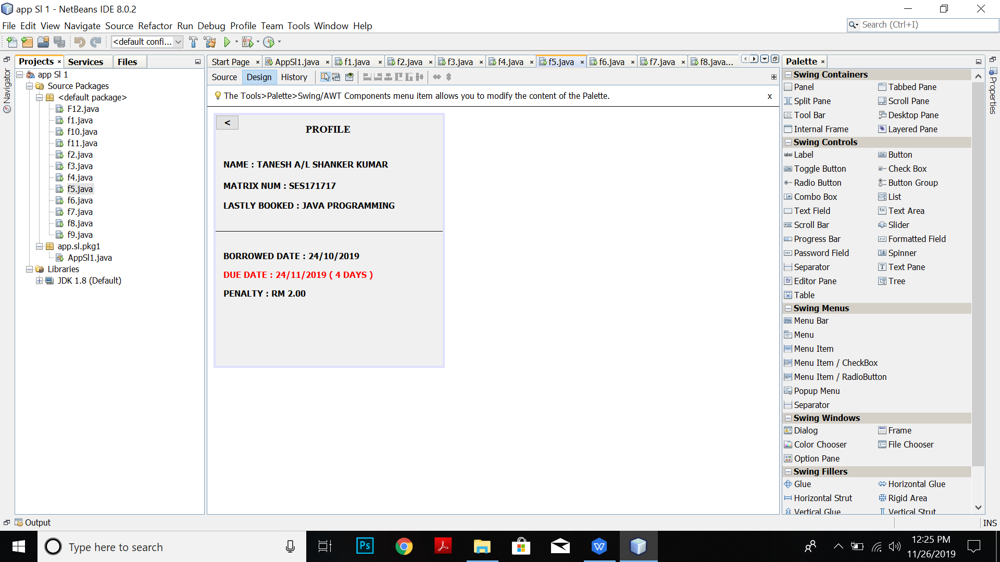 app Sl 1 - NetBeans IDE 8.0.2
File Edit View Navigate Source Refactor Run Debug Profile Team Tools Window Help
Search (Ctrl+I)
<default confi...
Projects Services Files
Start Page AppSl1.java f1.java f2.java f3.java f4.java f5.java f6.java f7.java f8.java...
Palette
Navigator
Properties
Source Design History
The Tools>Palette>Swing/AWT Components menu item allows you to modify the content of the Palette. x
app Sl 1
Source Packages
<default package>
F12.java
f1.java
f10.java
f11.java
f2.java
f3.java
f4.java
f5.java
f6.java
f7.java
f8.java
f9.java
app.sl.pkg1
AppSl1.java
Libraries
JDK 1.8 (Default)
<
PROFILE
NAME : TANESH A/L SHANKER KUMAR
MATRIX NUM : SES171717
LASTLY BOOKED : JAVA PROGRAMMING
BORROWED DATE : 24/10/2019
DUE DATE : 24/11/2019 ( 4 DAYS )
PENALTY : RM 2.00
Swing Containers
Panel Tabbed Pane
Split Pane Scroll Pane
Tool Bar Desktop Pane
Internal Frame Layered Pane
Swing Controls
label Label OK Button
ON Toggle Button Check Box
Radio Button Button Group
Combo Box List
Text Field Text Area
Scroll Bar Slider
Progress Bar Formatted Field
Password Field Spinner
Separator Text Pane
Editor Pane Tree
Table
Swing Menus
File Menu Bar
Menu
Menu Item
Menu Item / CheckBox
Menu Item / RadioButton
Popup Menu
Separator
Swing Windows
Dialog Frame
Color Chooser File Chooser
Option Pane
Swing Fillers
Glue Horizontal Glue
Horizontal Strut Rigid Area
Vertical Glue Vertical Strut
Output
INS
Type here to search
Ps
W
12:25 PM
11/26/2019